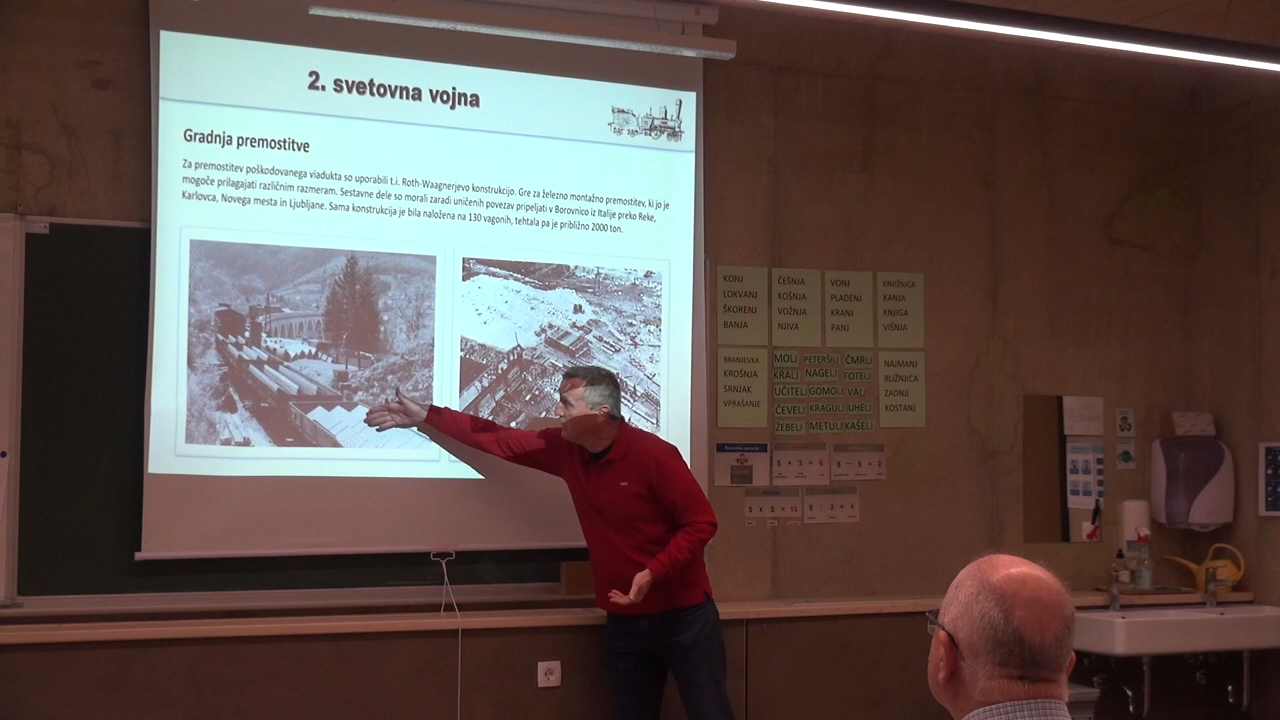 2. svetovna vojna
Gradnja premostitve
Za premostitev poškodovanega viadukta so uporabili t.i. Roth-Waagnerjevo konstrukcijo. Gre za železno montažno premostitev, ki jo je
mogoče prilagajati različnim razmeram. Sestavne dele so morali zaradi uničenih povezav pripeljati v Borovnico iz Italije preko Reke,
Karlovca, Novega mesta in Ljubljane. Sama konstrukcija je bila naložena na 130 vagonih, tehtala pa je približno 2000 ton.
KONJ
LOKVANJ
ŠKORENJ
BANJA
ČEŠNJA
KOŠNJA
VOŽNJA
NJIVA
VONJ
PLADENJ
KRANJ
PANJ
KNJIŽNICA
KANJA
KNJIGA
VIŠNJA
BRANJEVKA
KROŠNJA
SRNJAK
VPRAŠANJE
MOLJ PETERŠILJ ČMRLJ
KRALJ NAGELJ FOTELJ
UČITELJ GOMOLJ VALJ
ČEVELJ KRAGULJ UHELJ
ŽEBELJ METULJ KAŠELJ
NAJMANJ
BLIŽNJICA
ZADNJI
KOSTANJ
5 x 3 = 15